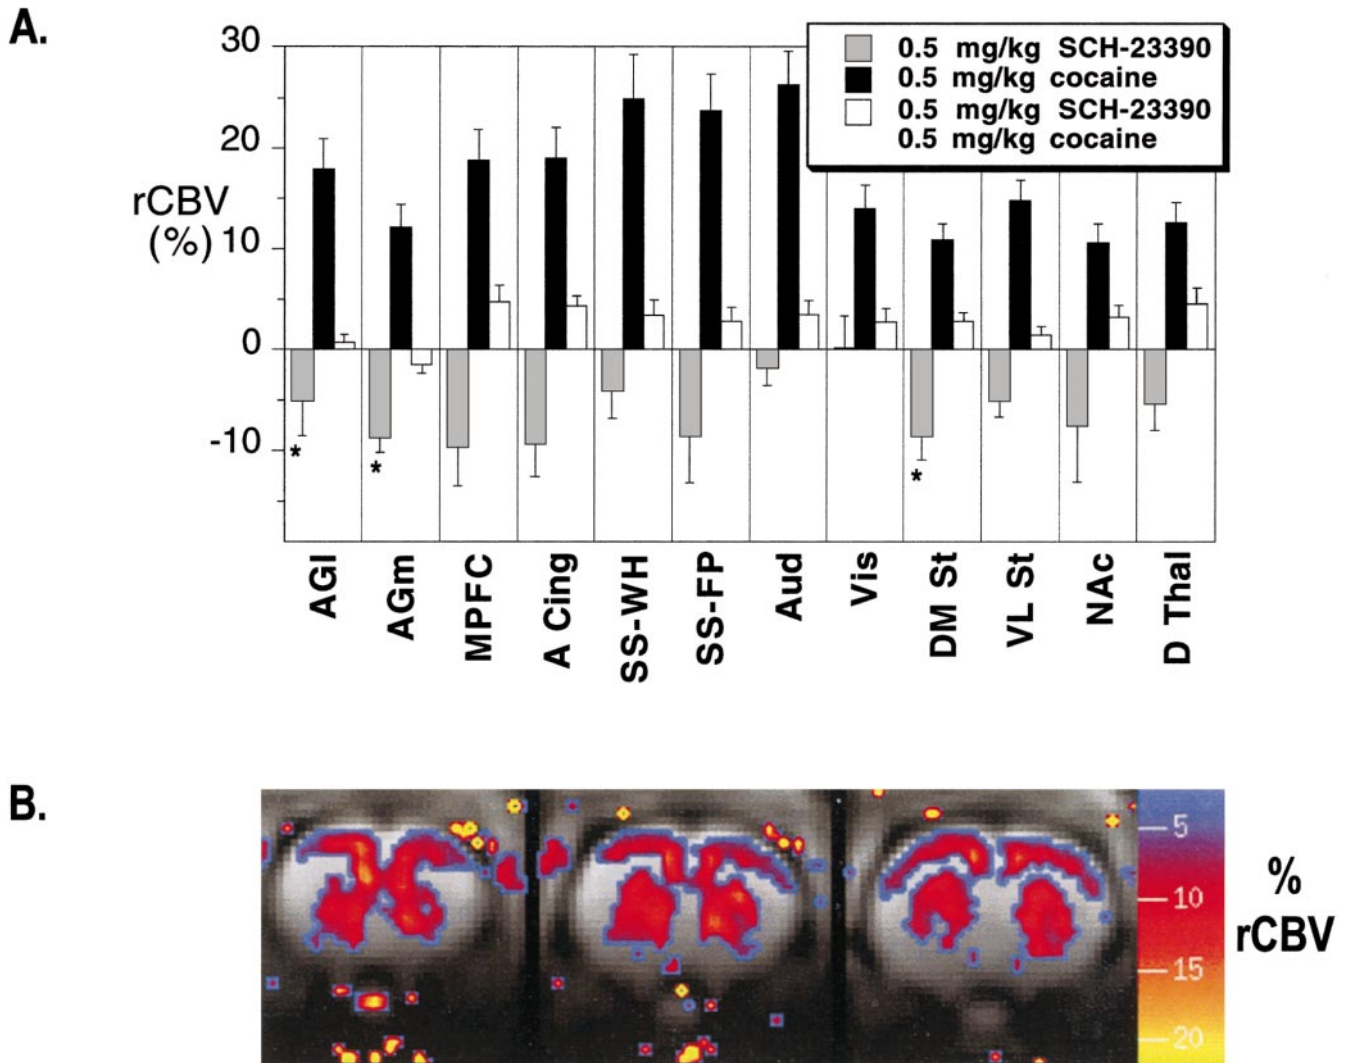 A.
30
20
rCBV
(%)
10
0
-10
0.5 mg/kg SCH-23390
0.5 mg/kg cocaine
0.5 mg/kg SCH-23390
0.5 mg/kg cocaine
*
*
*
AGl
AGm
MPFC
A Cing
SS-WH
SS-FP
Aud
Vis
DM St
VL St
NAc
D Thal
B.
5
10
15
20
%
rCBV